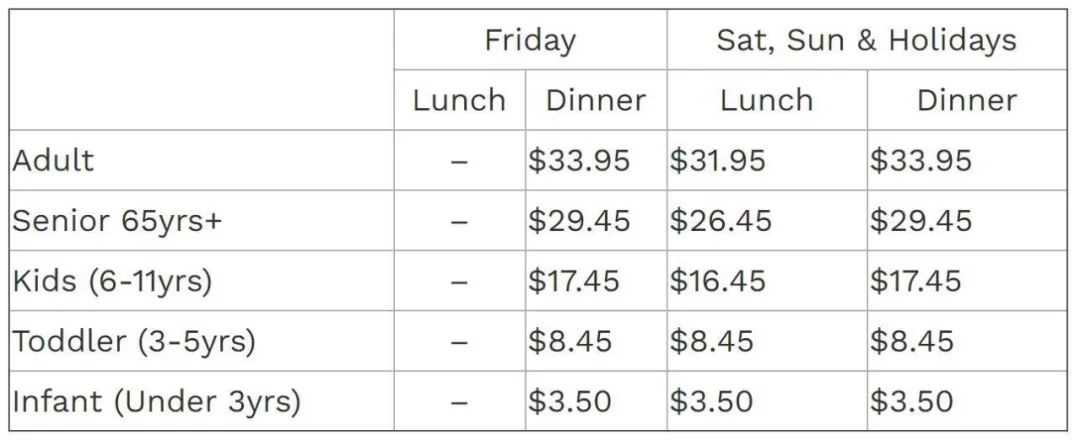 Friday Sat, Sun & Holidays
Lunch Dinner Lunch Dinner
Adult – $33.95 $31.95 $33.95
Senior 65yrs+ – $29.45 $26.45 $29.45
Kids (6-11yrs) – $17.45 $16.45 $17.45
Toddler (3-5yrs) – $8.45 $8.45 $8.45
Infant (Under 3yrs) – $3.50 $3.50 $3.50